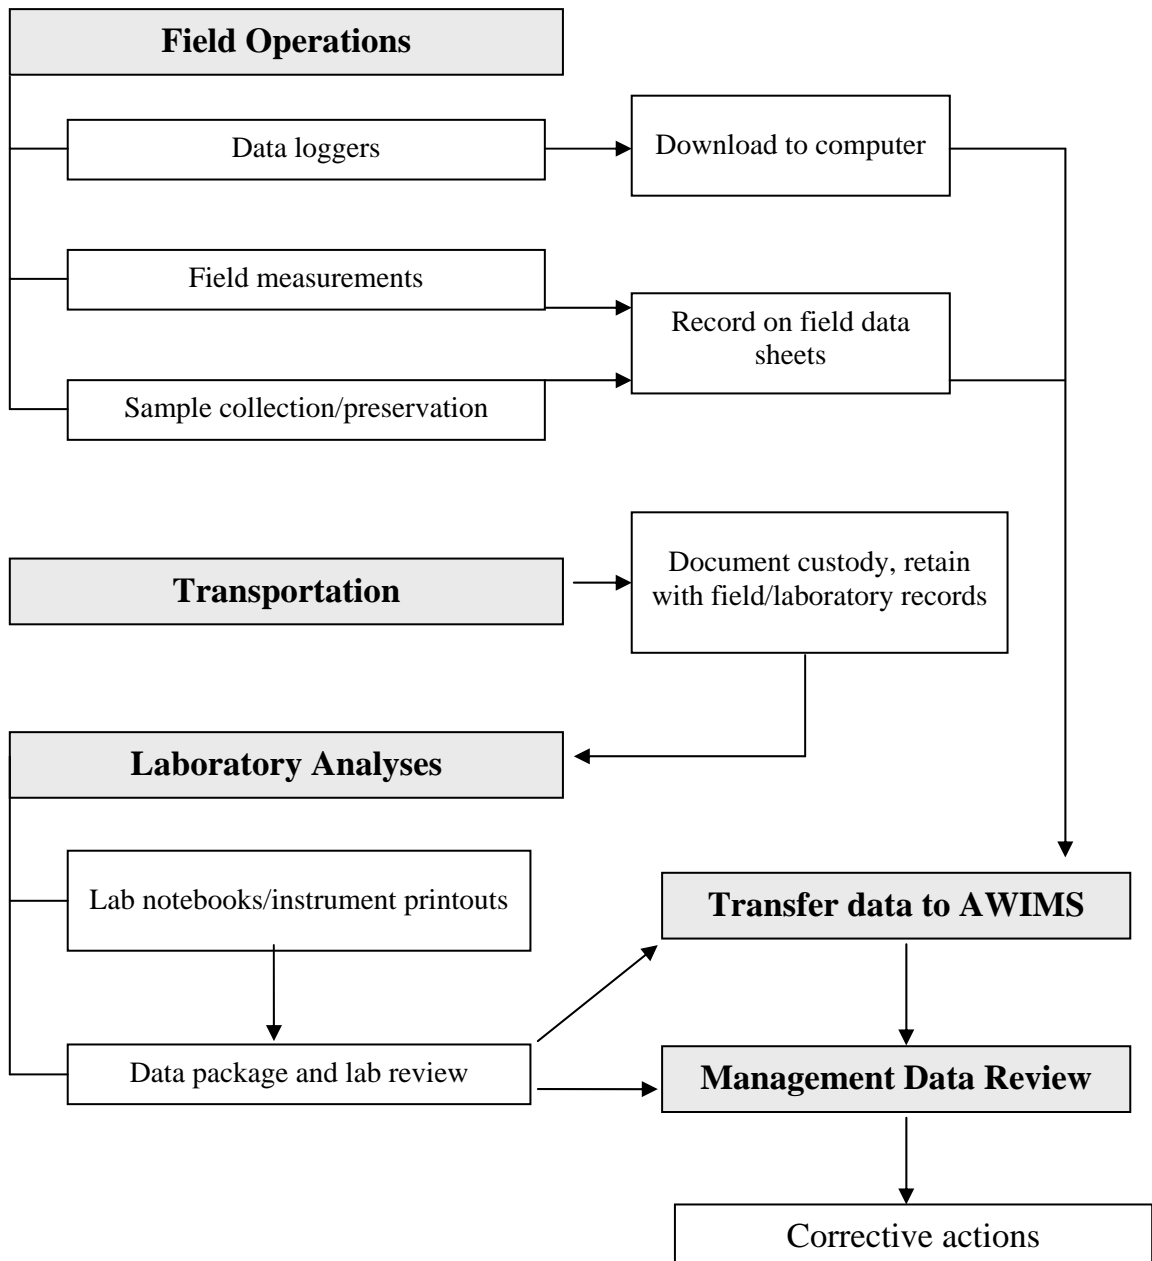 Field Operations
Data loggers
Download to computer
Field measurements
Record on field data
sheets
Sample collection/preservation
Document custody, retain
with field/laboratory records
Transportation
Laboratory Analyses
Lab notebooks/instrument printouts
Transfer data to AWIMS
Data package and lab review
Management Data Review
Corrective actions